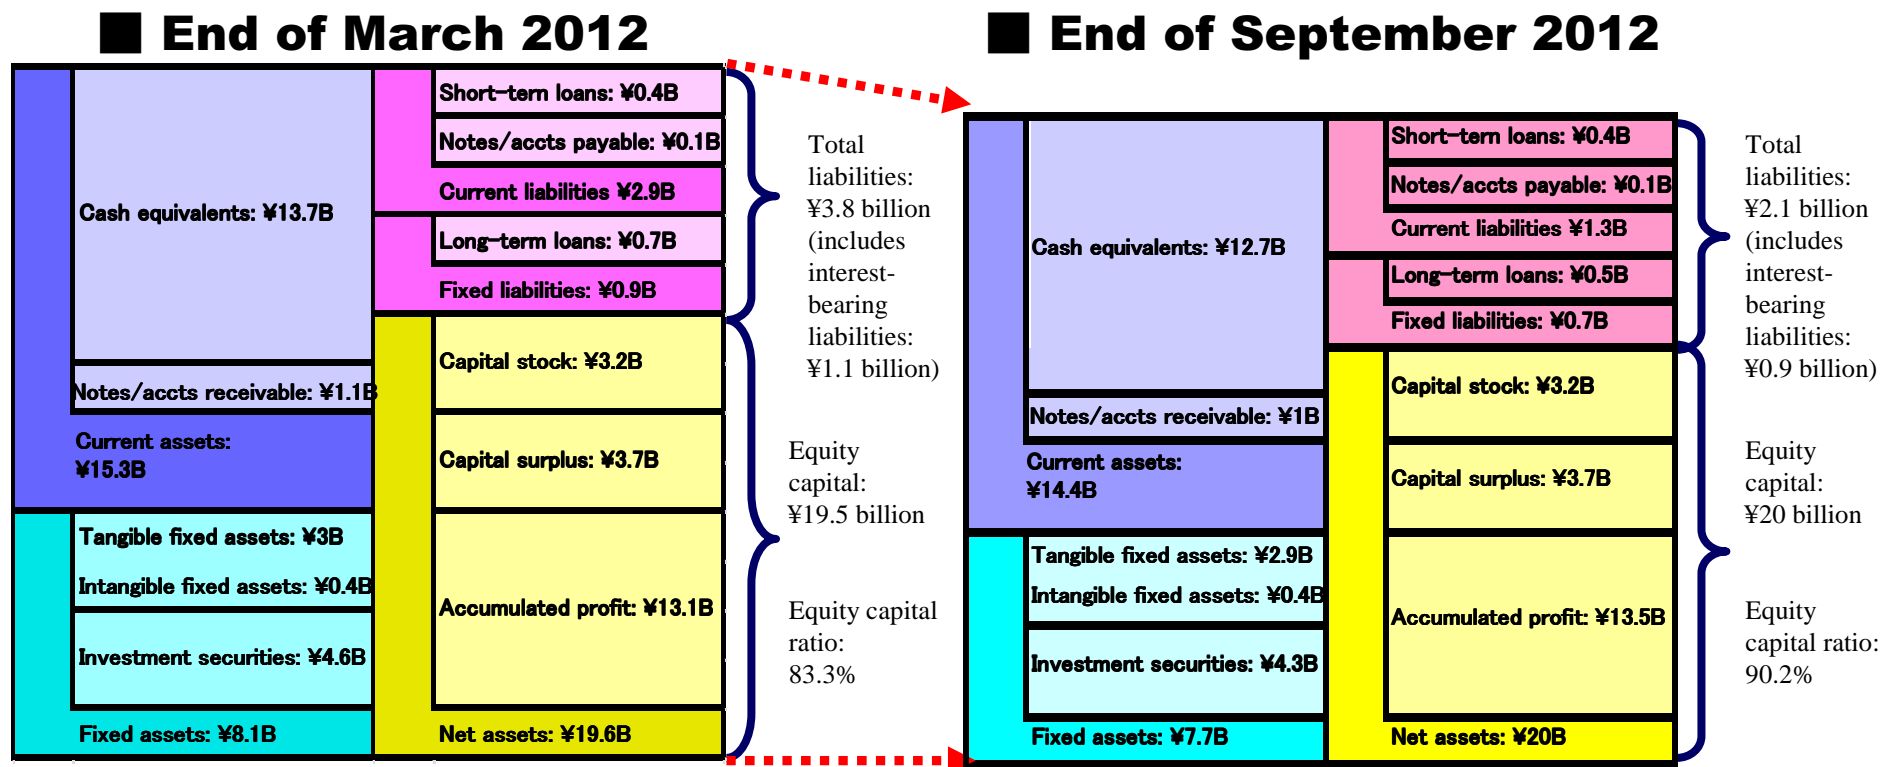 ■ End of March 2012
Short-tern loans: ¥0.4B
Notes/accts payable: ¥0.1B
Current liabilities ¥2.9B
Cash equivalents: ¥13.7B
Long-term loans: ¥0.7B
Fixed liabilities: ¥0.9B
Capital stock: ¥3.2B
Notes/accts receivable: ¥1.1B
Current assets:
¥15.3B
Capital surplus: ¥3.7B
Tangible fixed assets: ¥3B
Intangible fixed assets: ¥0.4B
Accumulated profit: ¥13.1B
Investment securities: ¥4.6B
Fixed assets: ¥8.1B
Net assets: ¥19.6B
Total
liabilities:
¥3.8 billion
(includes
interest-
bearing
liabilities:
¥1.1 billion)
Equity
capital:
¥19.5 billion
Equity capital
ratio:
83.3%
■ End of September 2012
Short-tern loans: ¥0.4B
Notes/accts payable: ¥0.1B
Current liabilities ¥1.3B
Cash equivalents: ¥12.7B
Long-term loans: ¥0.5B
Fixed liabilities: ¥0.7B
Capital stock: ¥3.2B
Notes/accts receivable: ¥1B
Current assets:
¥14.4B
Capital surplus: ¥3.7B
Tangible fixed assets: ¥2.9B
Intangible fixed assets: ¥0.4B
Accumulated profit: ¥13.5B
Investment securities: ¥4.3B
Fixed assets: ¥7.7B
Net assets: ¥20B
Total
liabilities:
¥2.1 billion
(includes
interest-
bearing
liabilities:
¥0.9 billion)
Equity
capital:
¥20 billion
Equity
capital ratio:
90.2%